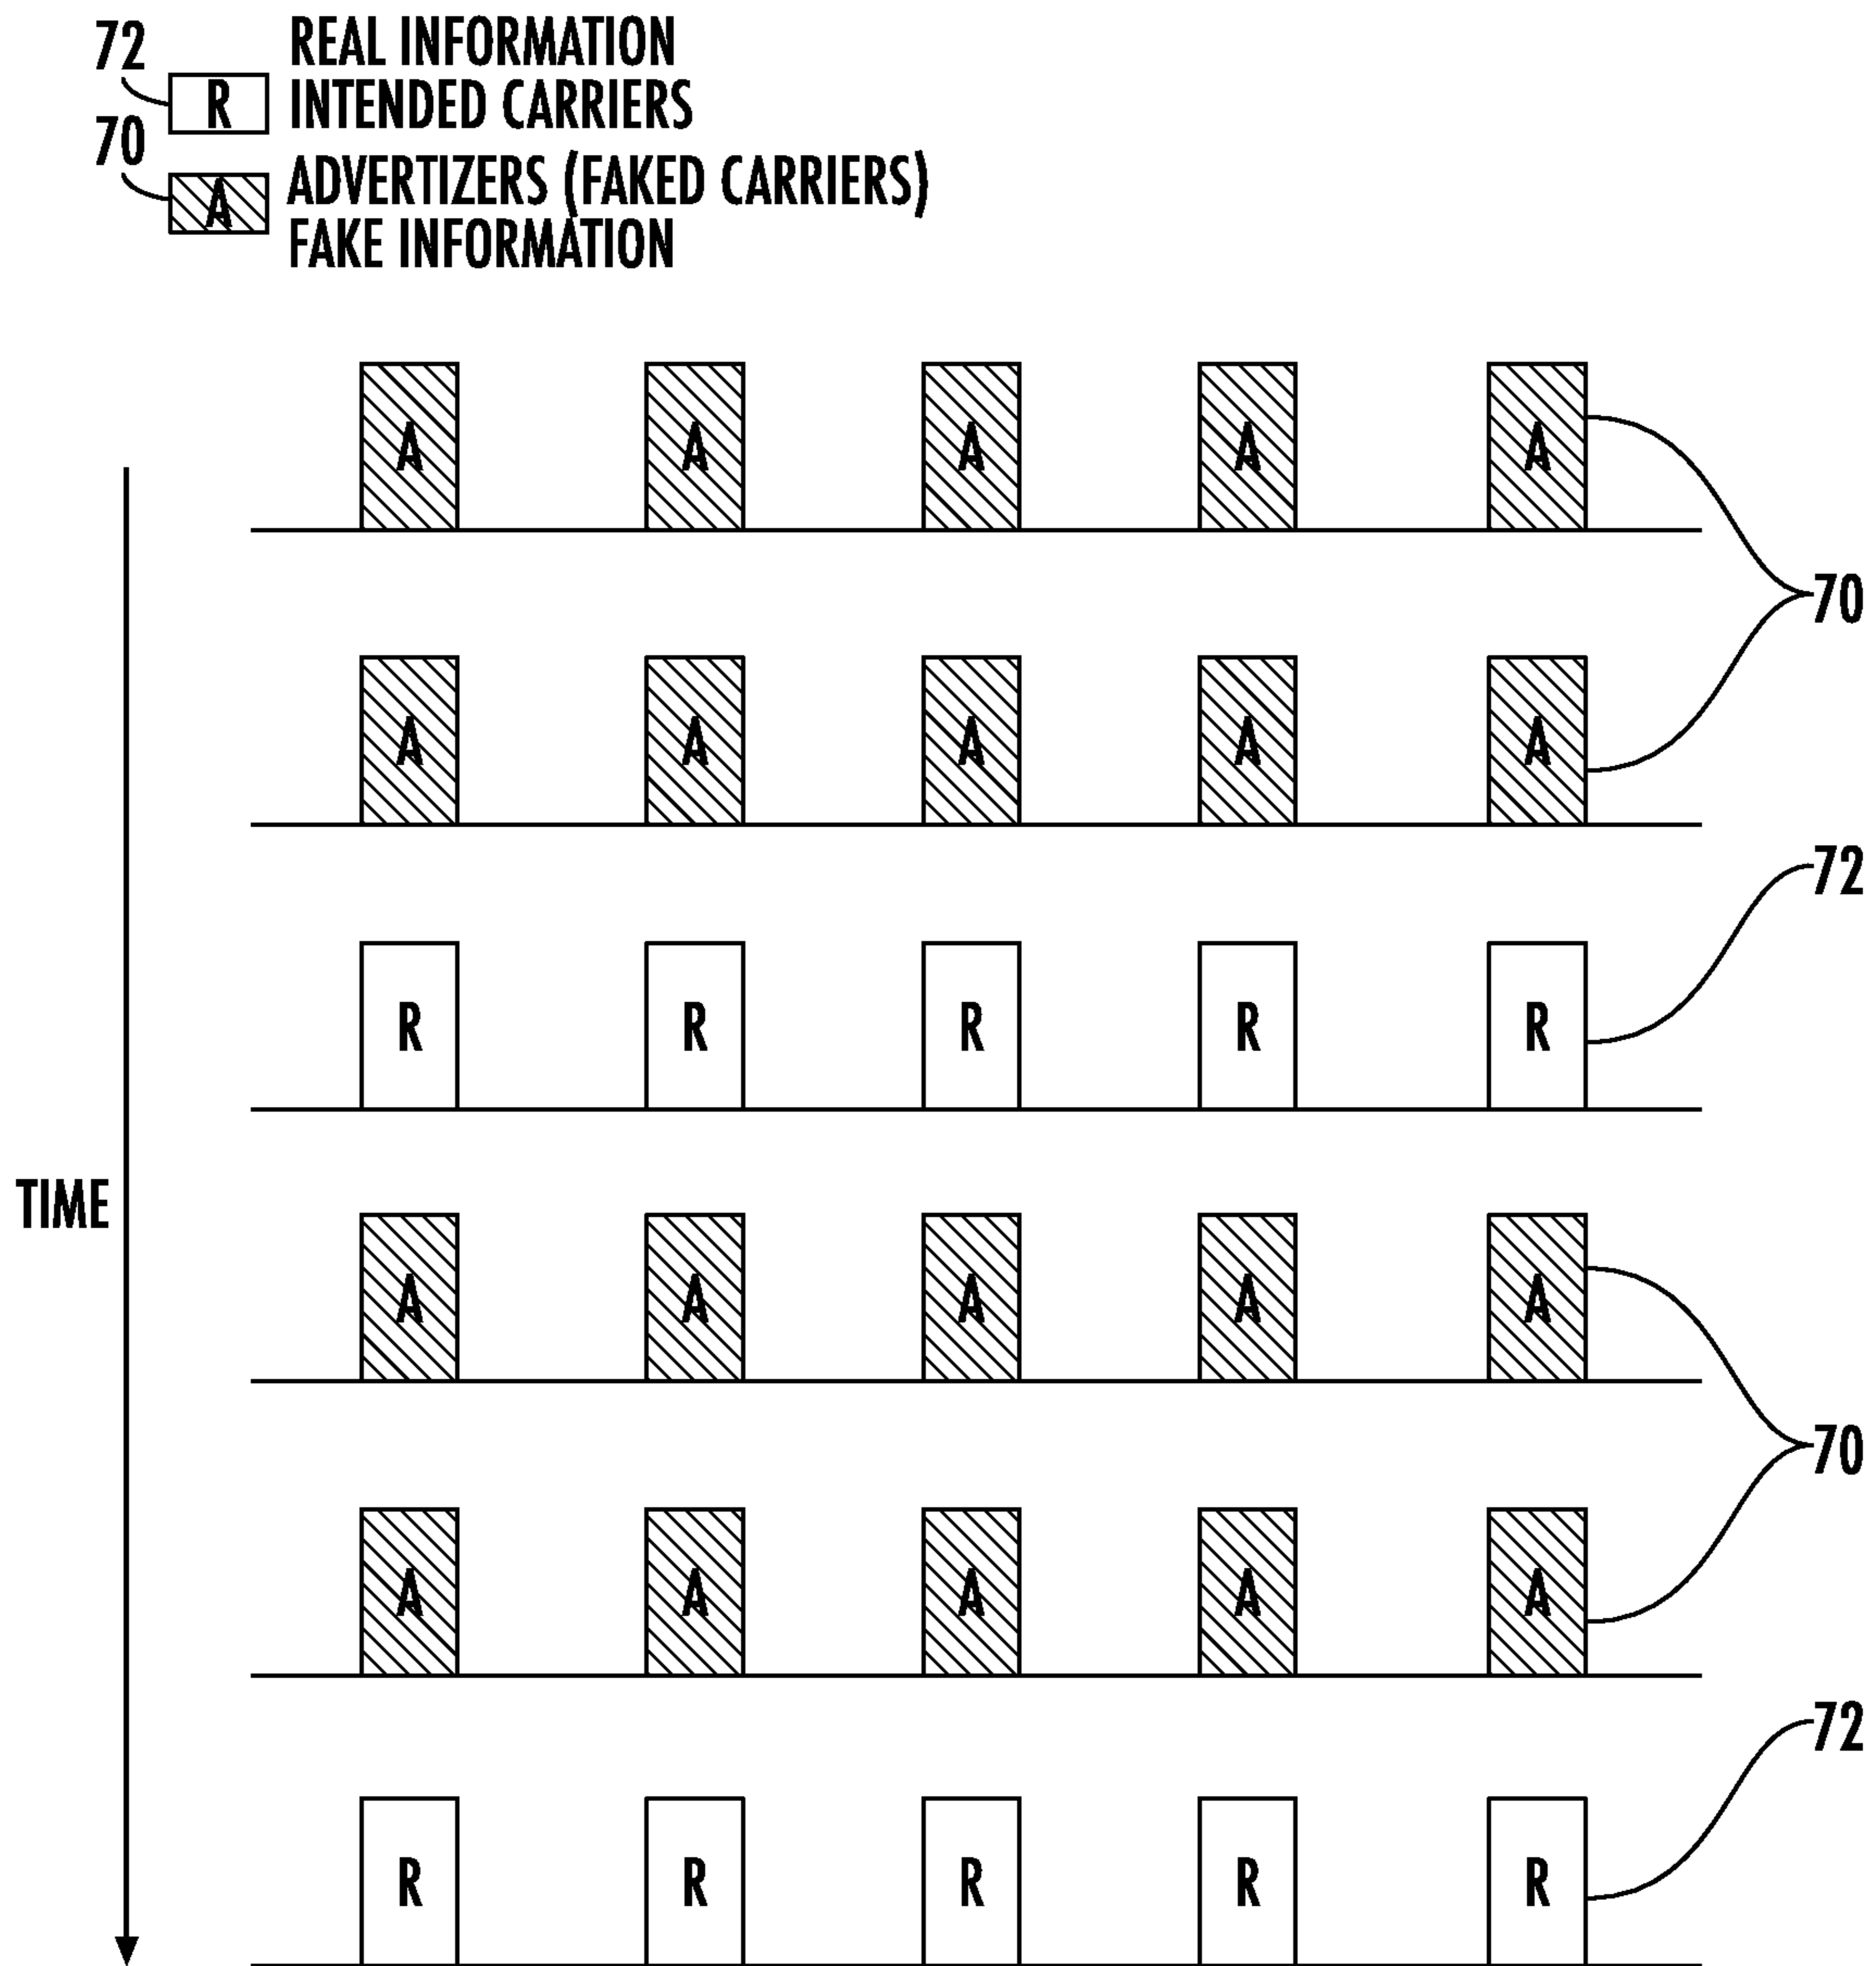 72
R
REAL INFORMATION
INTENDED CARRIERS
70
A
ADVERTIZERS (FAKED CARRIERS)
FAKE INFORMATION
A A A A A
70
A A A A A
72
R R R R R
TIME
A A A A A
70
A A A A A
72
R R R R R